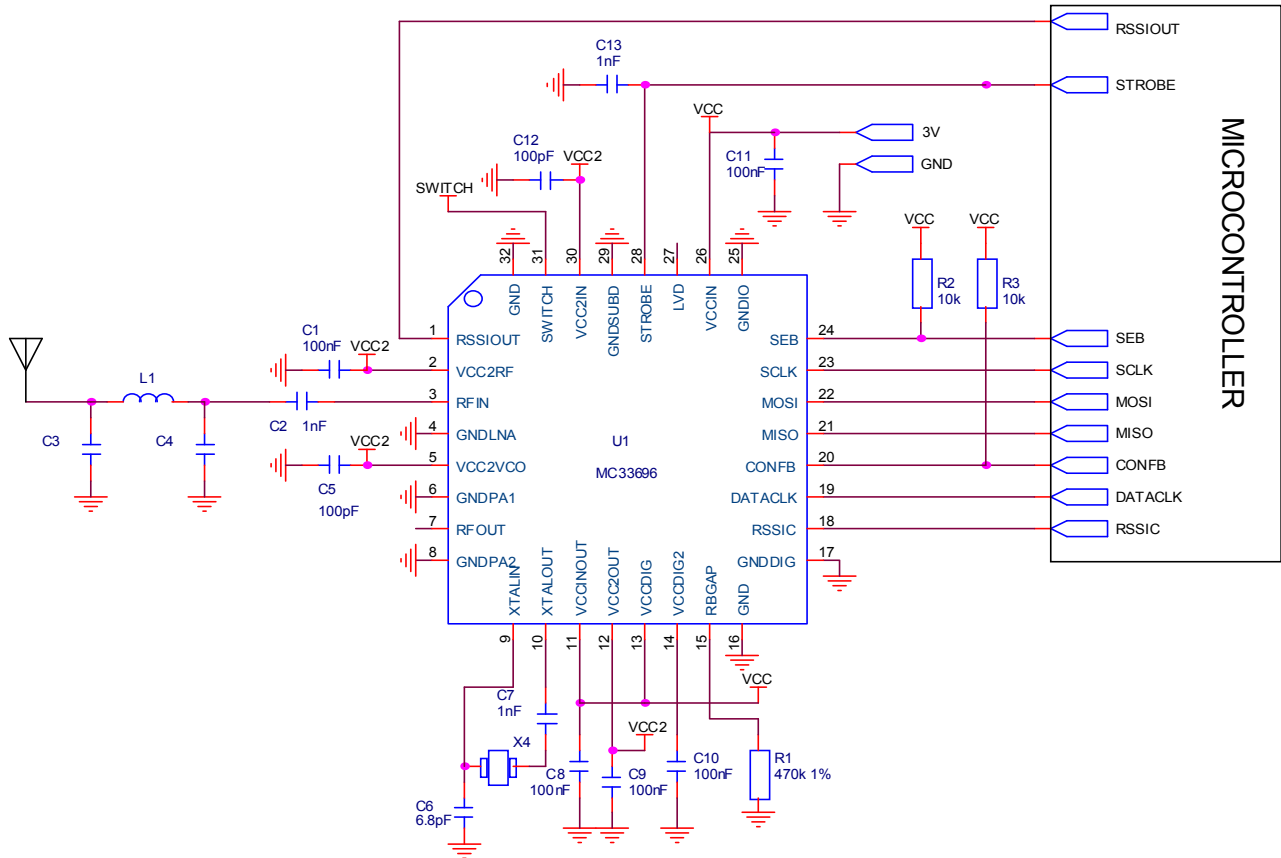 RSSIOUT
C13
1nF
STROBE
VCC
3V
C12
100pF
VCC2
C11
100nF
GND
SWITCH
VCC
VCC
MICROCONTROLLER
32
31
30
29
28
27
26
25
GND
SWITCH
VCC2IN
GNDSUBD
STROBE
LVD
VCCIN
GNDIO
R2
10k
R3
10k
C1
100nF
VCC2
1
RSSIOUT
SEB
24
SEB
2
VCC2RF
SCLK
23
SCLK
L1
3
RFIN
MOSI
22
MOSI
C2
1nF
C3
C4
4
GNDLNA
U1
MISO
21
MISO
VCC2
5
VCC2VCO
MC33696
CONFB
20
CONFB
C5
100pF
6
GNDPA1
DATACLK
19
DATACLK
7
RFOUT
RSSIC
18
RSSIC
8
GNDPA2
GNDDIG
17
XTALIN
XTALOUT
VCCINOUT
VCC2OUT
VCCDIG
VCCDIG2
RBGAP
GND
9
10
11
12
13
14
15
16
C7
1nF
VCC
X4
VCC2
C8
100nF
C9
100nF
C10
100nF
R1
470k 1%
C6
6.8pF